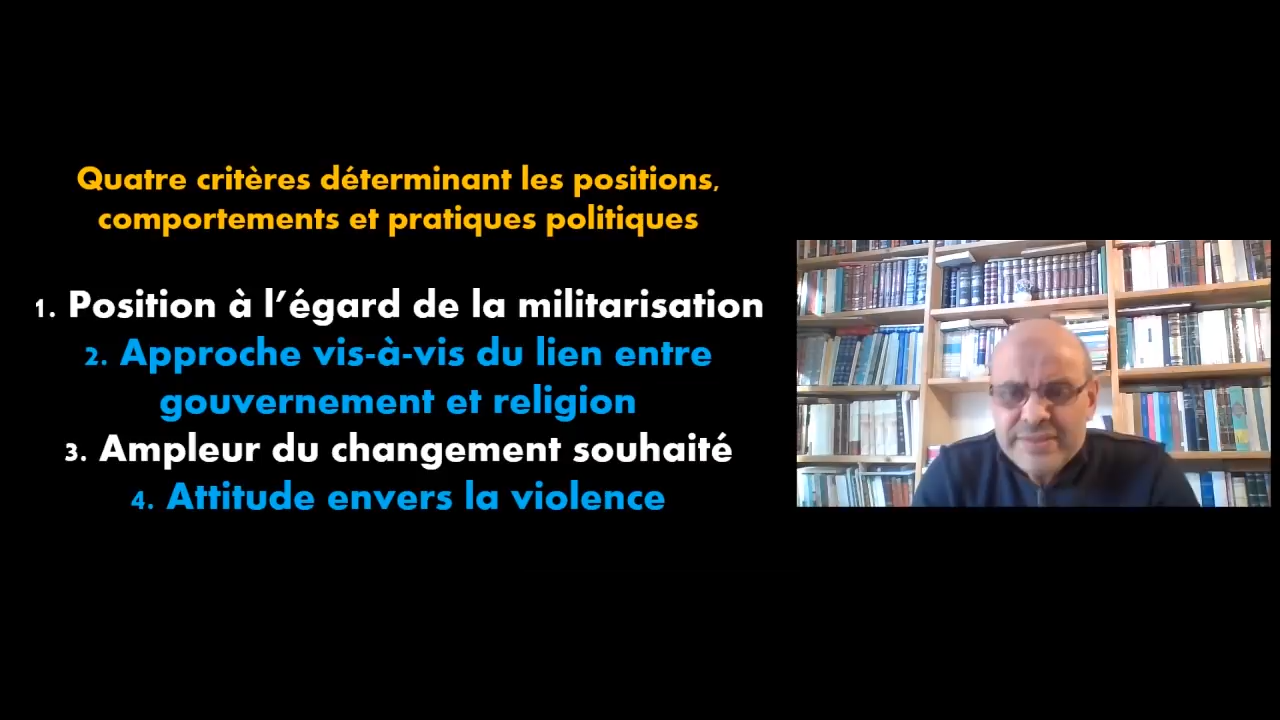 Quatre critères déterminant les positions,
comportements et pratiques politiques
1. Position à l’égard de la militarisation
2. Approche vis-à-vis du lien entre
gouvernement et religion
3. Ampleur du changement souhaité
4. Attitude envers la violence